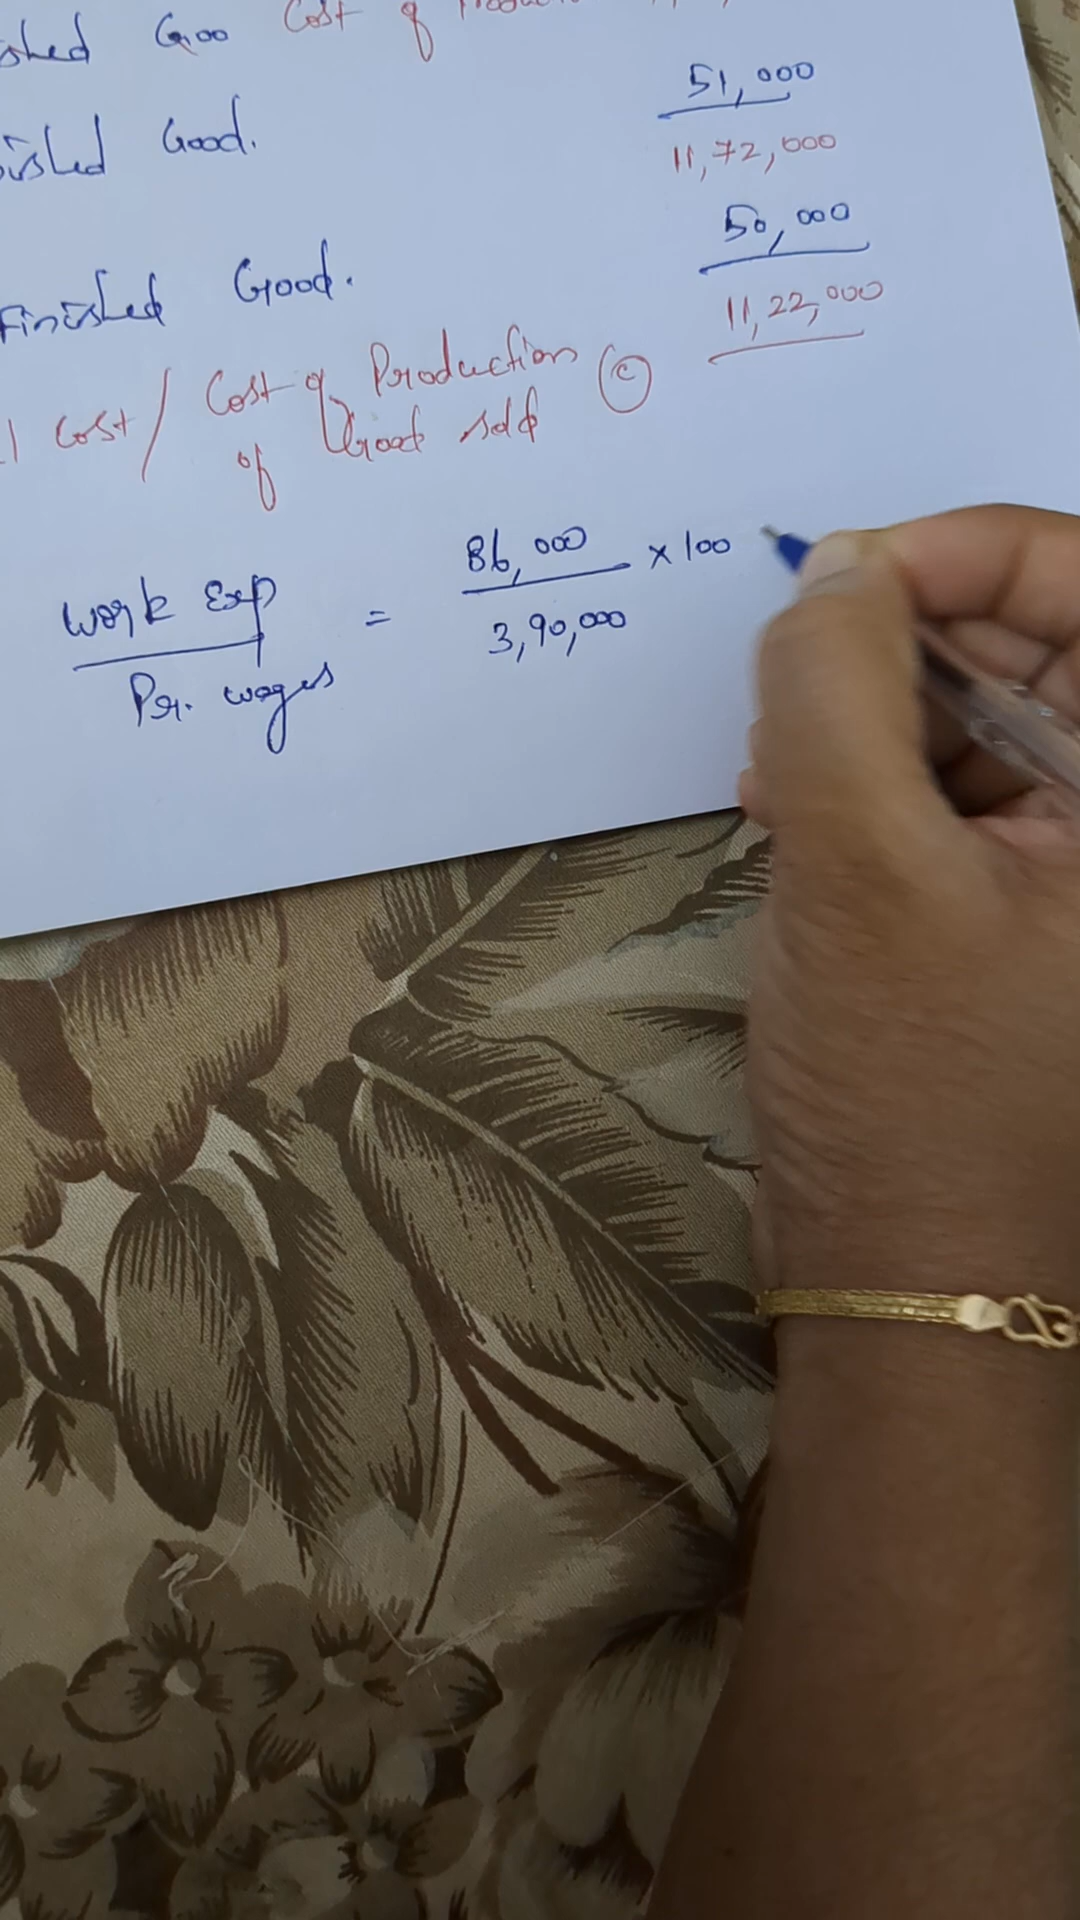 Cost of
51,000
Good.
11,72,000
50,000
Finished Good.
11,22,000
Cost / Cost of Production (c)
of Good sold
Work Exp = 86,000 × 100
Pr. wages 3,90,000